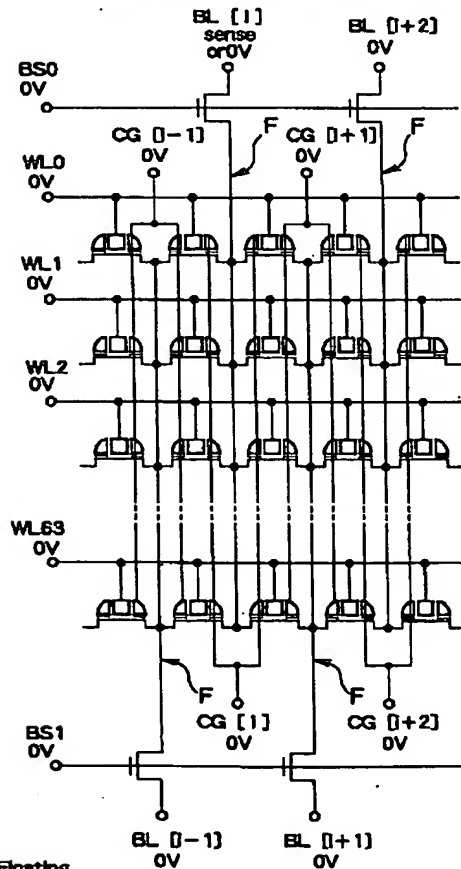 BL [i]
sense
or0V
BL [i+2]
0V
BS0
0V
CG [i-1]
0V
F
CG [i+1]
0V
F
WL0
0V
WL1
0V
WL2
0V
WL63
0V
F
CG [i]
0V
F
CG [i+2]
0V
BS1
0V
BL [i-1]
0V
BL [i+1]
0V
Floating